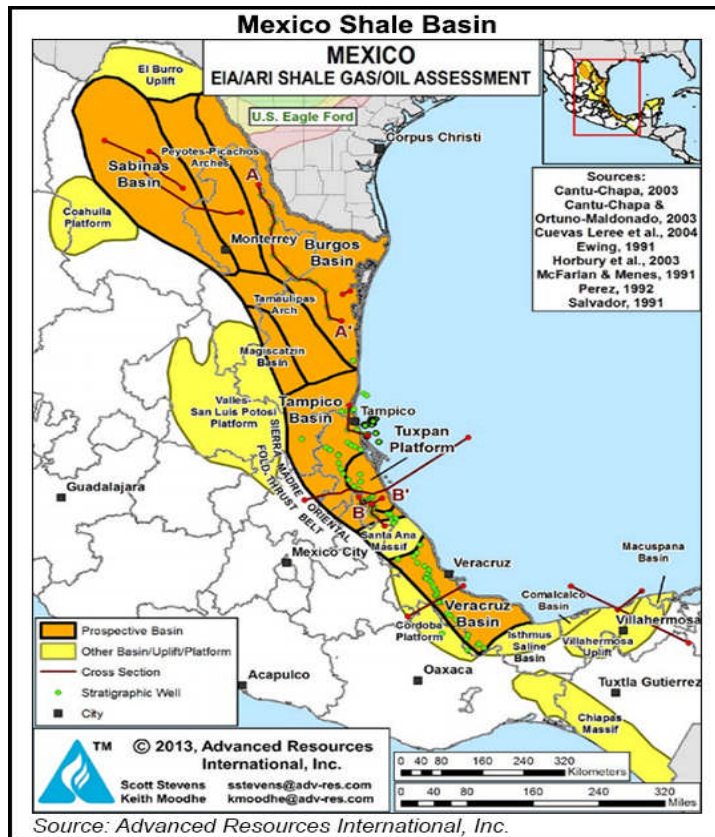 Mexico Shale Basin
MEXICO
EIA/ARI SHALE GAS/OIL ASSESSMENT
El Burro
Uplift
U.S. Eagle Ford
Corpus Christi
Peyotes-Picachos
Arches
Sabinas
Basin
A
Coahuila
Platform
Monterrey
Burgos
Basin
Tamaulipas
Arch
A'
Magiscatzin
Basin
Sources:
Cantu-Chapa, 2003
Cantu-Chapa &
Ortuno-Maldonado, 2003
Cuevas Leree et al., 2004
Ewing, 1991
Horbury et al., 2003
McFarlan & Menes, 1991
Perez, 1992
Salvador, 1991
Valles-
San Luis Potosi
Platform
Tampico
Basin
Tampico
Tuxpan
Platform
SIERRA MADRE ORIENTAL
FOLD-THRUST BELT
Guadalajara
B
B'
Santa Ana
Massif
Mexico City
Veracruz
Macuspana
Basin
Comalcalco
Basin
Veracruz
Basin
Cordoba
Platform
Villahermosa
Isthmus
Saline
Basin
Villahermosa
Uplift
Oaxaca
Acapulco
Tuxtla Gutierrez
Chiapas
Massif
Prospective Basin
Other Basin/Uplift/Platform
Cross Section
Stratigraphic Well
City
TM
© 2013, Advanced Resources
International, Inc.
Scott Stevens sstevens@adv-res.com
Keith Moodhe kmoodhe@adv-res.com
0 40 80 160 240 320
Kilometers
0 40 80 160 240 320
Miles
Source: Advanced Resources International, Inc.